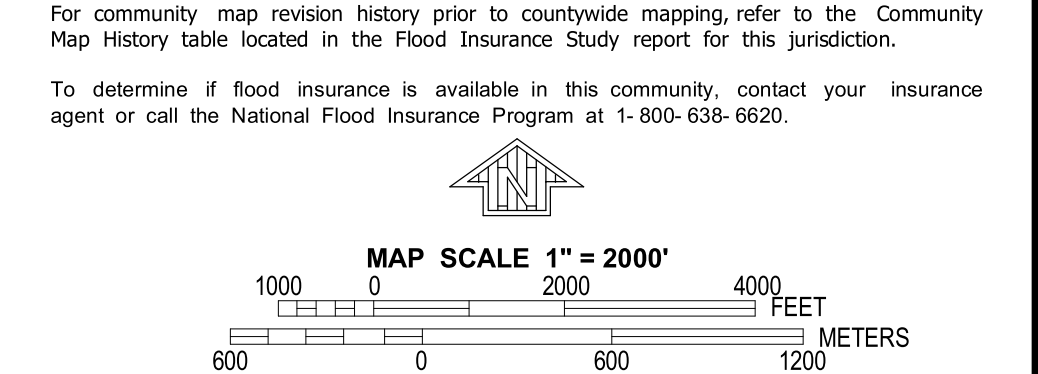 For community map revision history prior to countywide mapping, refer to the Community
Map History table located in the Flood Insurance Study report for this jurisdiction.
To determine if flood insurance is available in this community, contact your insurance
agent or call the National Flood Insurance Program at 1- 800- 638- 6620.
N
MAP SCALE 1" = 2000'
1000 0 2000 4000
FEET
METERS
600 0 600 1200